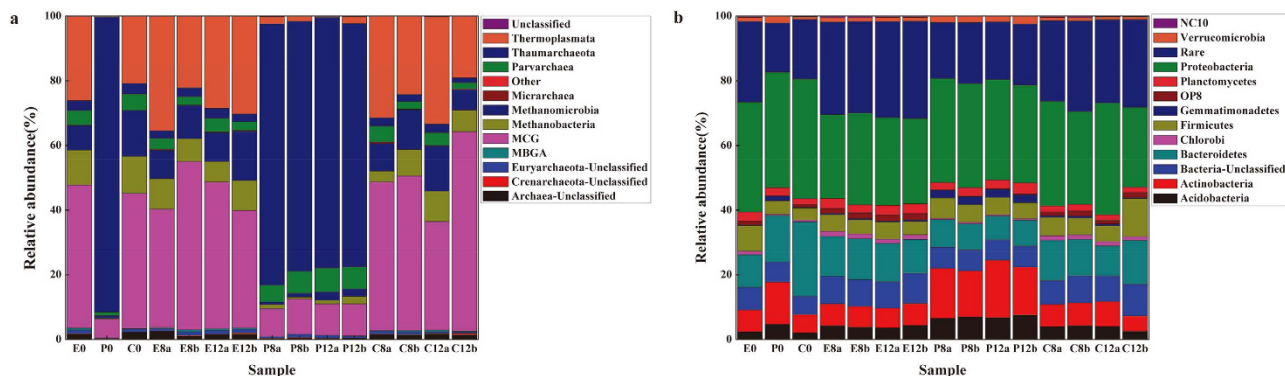 a
Relative abundance(%)
100
80
60
40
20
0
E0 P0 C0 E8a E8b E12a E12b P8a P8b P12a P12b C8a C8b C12a C12b
Sample
Unclassified
Thermoplasmata
Thaumarchaeota
Parvarchaea
Other
Micrarchaea
Methanomicrobia
Methanobacteria
MCG
MBGA
Euryarchaeota-Unclassified
Crenarchaeota-Unclassified
Archaea-Unclassified
b
Relative abundance(%)
100
80
60
40
20
0
E0 P0 C0 E8a E8b E12a E12b P8a P8b P12a P12b C8a C8b C12a C12b
Sample
NC10
Verrucomicrobia
Rare
Proteobacteria
Planctomycetes
OP8
Gemmatimonadetes
Firmicutes
Chlorobi
Bacteroidetes
Bacteria-Unclassified
Actinobacteria
Acidobacteria